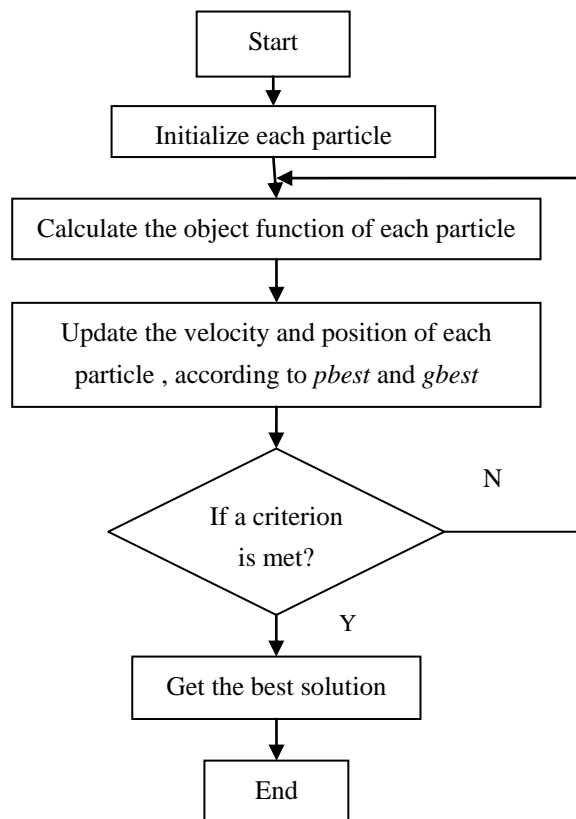 Start
Initialize each particle
Calculate the object function of each particle
Update the velocity and position of each
particle , according to pbest and gbest
If a criterion
is met?
N
Y
Get the best solution
End